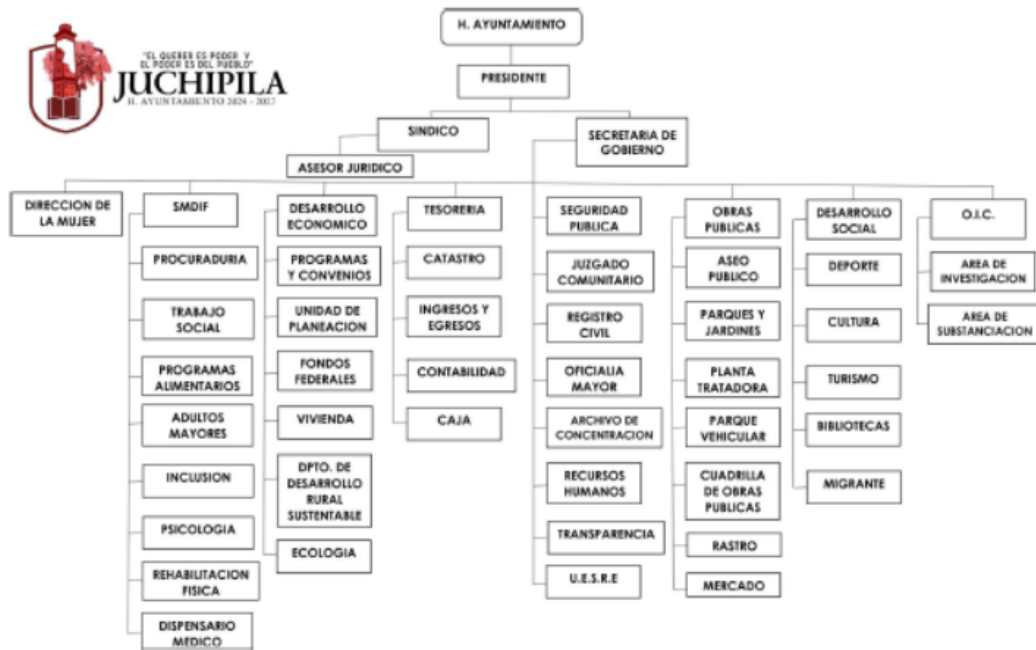 H. AYUNTAMIENTO
"EL QUERER ES PODER Y
EL PODER ES DEL PUEBLO"
JUCHIPILA
H. AYUNTAMIENTO 2024 - 2027
PRESIDENTE
SINDICO
SECRETARIA DE
GOBIERNO
ASESOR JURIDICO
DIRECCION DE
LA MUJER
SMDIF
PROCURADURIA
TRABAJO
SOCIAL
PROGRAMAS
ALIMENTARIOS
ADULTOS
MAYORES
INCLUSION
PSICOLOGIA
REHABILITACION
FISICA
DISPENSARIO
MEDICO
DESARROLLO
ECONOMICO
PROGRAMAS
Y CONVENIOS
UNIDAD DE
PLANEACION
FONDOS
FEDERALES
VIVIENDA
DPTO. DE
DESARROLLO
RURAL
SUSTENTABLE
ECOLOGIA
TESORERIA
CATASTRO
INGRESOS Y
EGRESOS
CONTABILIDAD
CAJA
SEGURIDAD
PUBLICA
JUZGADO
COMUNITARIO
REGISTRO
CIVIL
OFICIALIA
MAYOR
ARCHIVO DE
CONCENTRACION
RECURSOS
HUMANOS
TRANSPARENCIA
U.E.S.R.E
OBRAS
PUBLICAS
ASEO
PUBLICO
PARQUES Y
JARDINES
PLANTA
TRATADORA
PARQUE
VEHICULAR
CUADRILLA
DE OBRAS
PUBLICAS
RASTRO
MERCADO
DESARROLLO
SOCIAL
DEPORTE
CULTURA
TURISMO
BIBLIOTECAS
MIGRANTE
O.I.C.
AREA DE
INVESTIGACION
AREA DE
SUBSTANCIACION